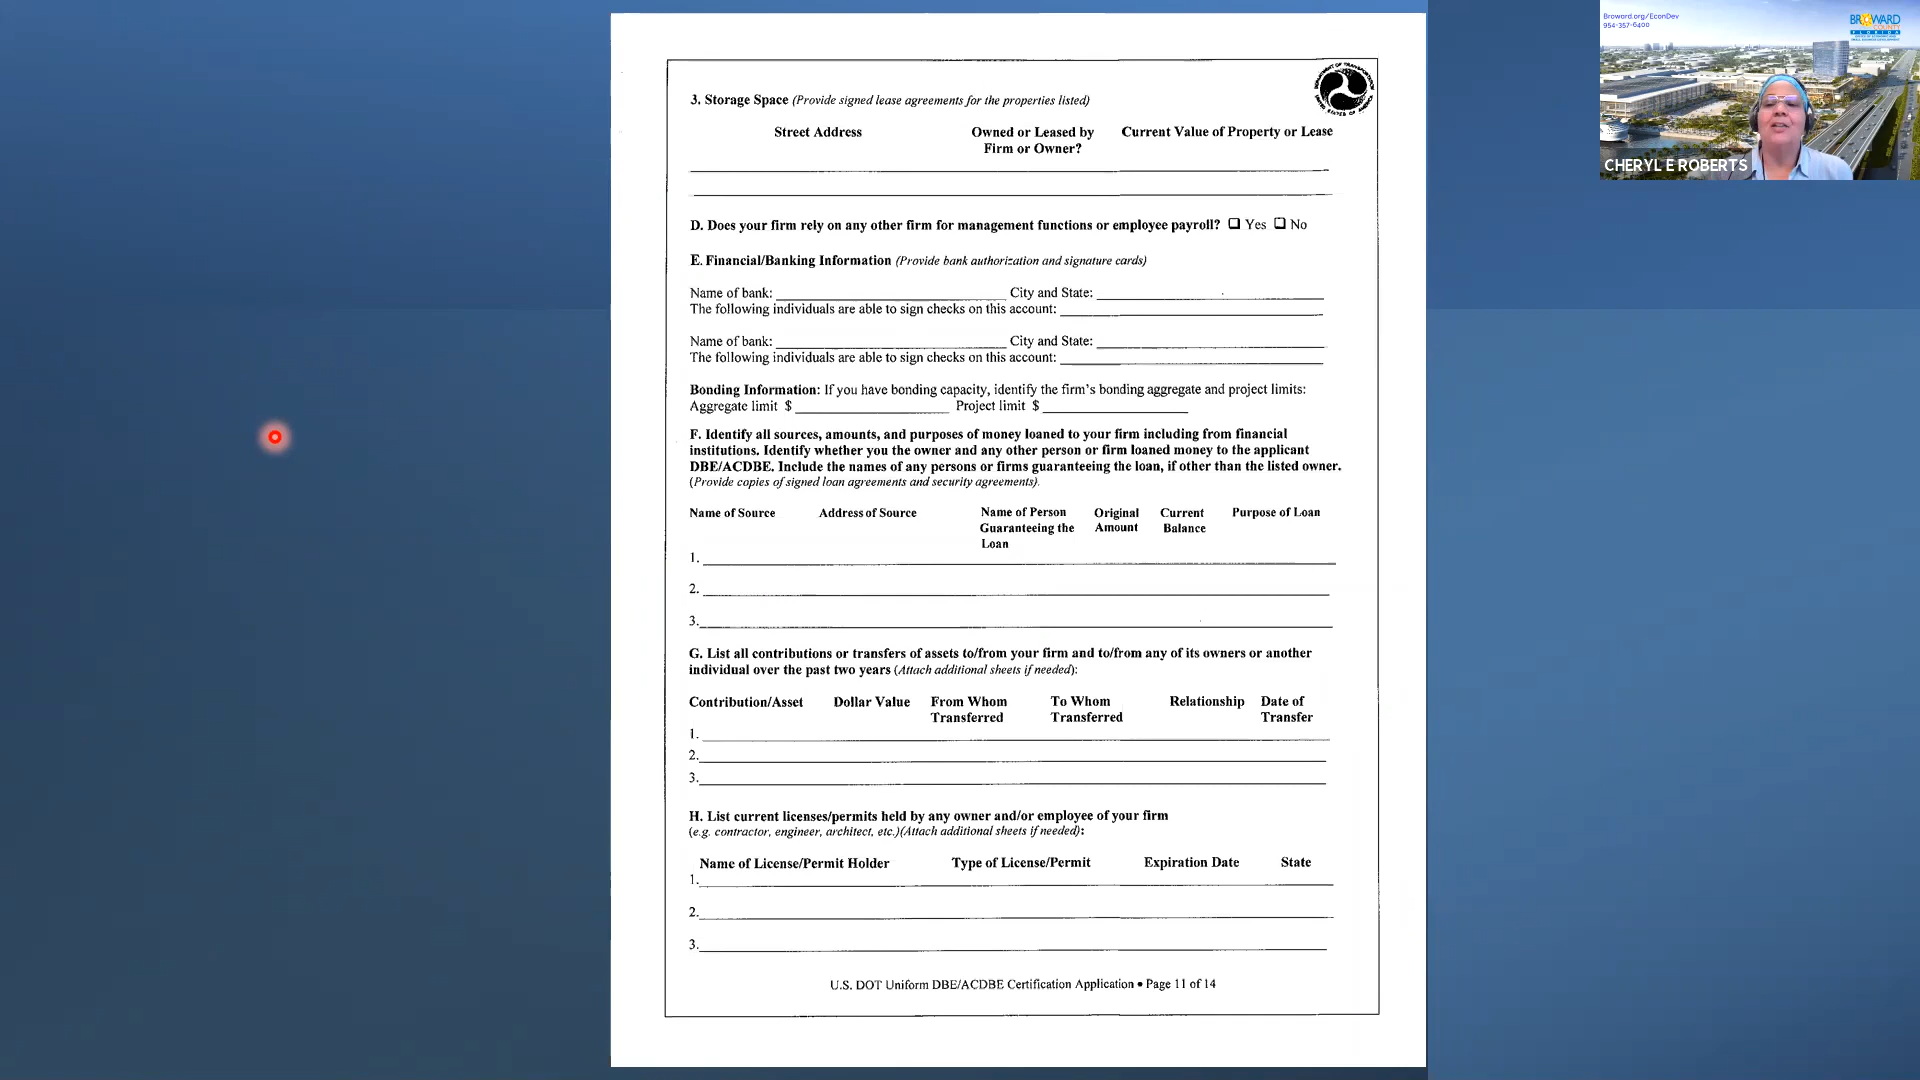 3. Storage Space (Provide signed lease agreements for the properties listed)
Street Address Owned or Leased by Current Value of Property or Lease
Firm or Owner?
D. Does your firm rely on any other firm for management functions or employee payroll? ❑ Yes ❑ No
E. Financial/Banking Information (Provide bank authorization and signature cards)
Name of bank: ____ City and State: ____
The following individuals are able to sign checks on this account: ____
Name of bank: ____ City and State: ____
The following individuals are able to sign checks on this account: ____
Bonding Information: If you have bonding capacity, identify the firm's bonding aggregate and project limits:
Aggregate limit $ ____ Project limit $ ____
F. Identify all sources, amounts, and purposes of money loaned to your firm including from financial
institutions. Identify whether you the owner and any other person or firm loaned money to the applicant
DBE/ACDBE. Include the names of any persons or firms guaranteeing the loan, if other than the listed owner.
(Provide copies of signed loan agreements and security agreements).
Name of Source Address of Source Name of Person Original Current Purpose of Loan
Guaranteeing the Amount Balance
Loan
1.
2.
3.
G. List all contributions or transfers of assets to/from your firm and to/from any of its owners or another
individual over the past two years (Attach additional sheets if needed):
Contribution/Asset Dollar Value From Whom To Whom Relationship Date of
Transferred Transferred Transfer
1.
2.
3.
H. List current licenses/permits held by any owner and/or employee of your firm
(e.g. contractor, engineer, architect, etc.)(Attach additional sheets if needed):
Name of License/Permit Holder Type of License/Permit Expiration Date State
1.
2.
3.
U.S. DOT Uniform DBE/ACDBE Certification Application • Page 11 of 14
Broward.org/EconDev
954-357-6400
BROWARD
COUNTY
FLORIDA
CHERYL E ROBERTS